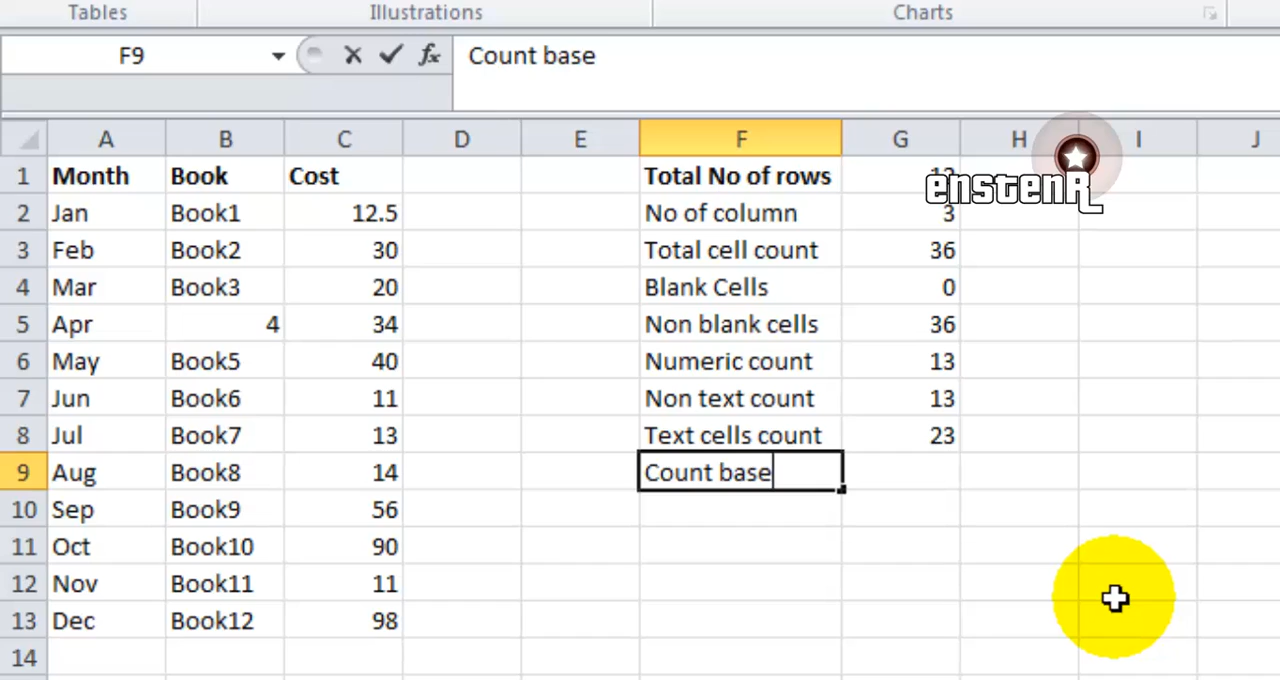 Tables Illustrations Charts
F9 fx Count base
A B C D E F G H I J
1 Month Book Cost Total No of rows
enstenR
2 Jan Book1 12.5 No of column 3
3 Feb Book2 30 Total cell count 36
4 Mar Book3 20 Blank Cells 0
5 Apr 4 34 Non blank cells 36
6 May Book5 40 Numeric count 13
7 Jun Book6 11 Non text count 13
8 Jul Book7 13 Text cells count 23
9 Aug Book8 14 Count base
10 Sep Book9 56
11 Oct Book10 90
12 Nov Book11 11
13 Dec Book12 98
14